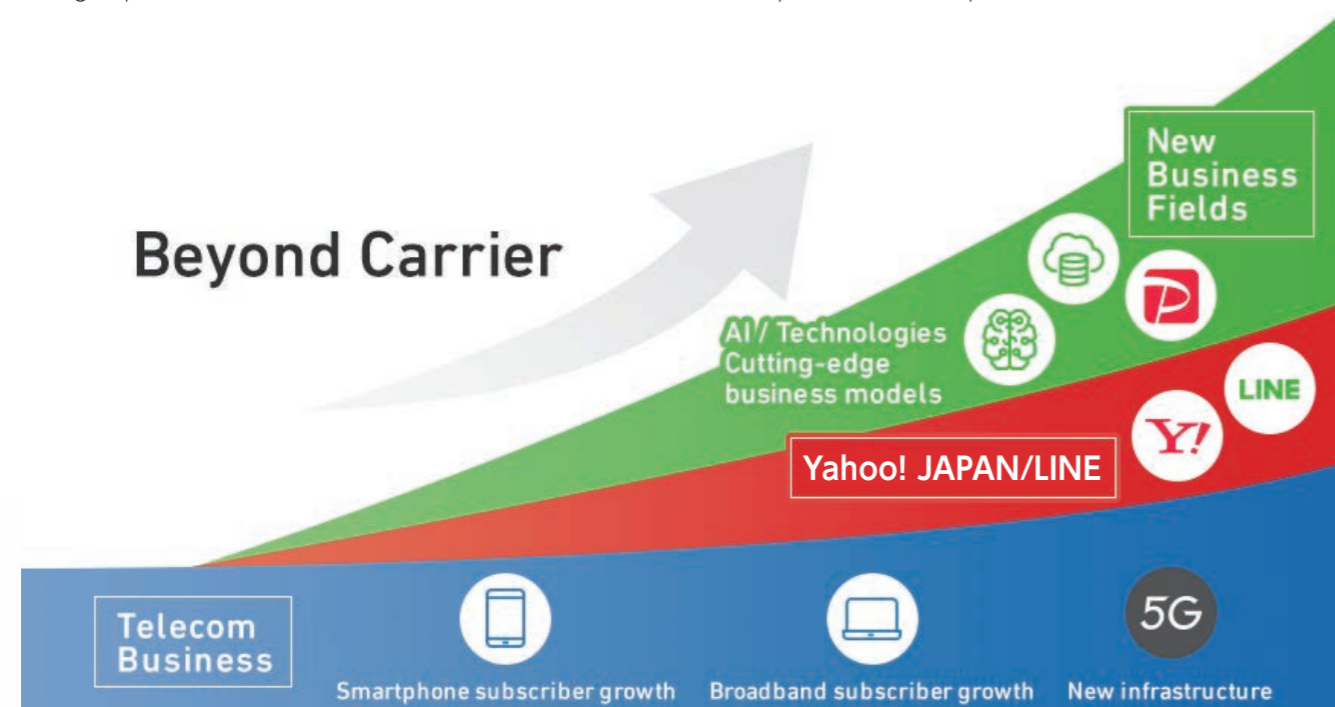 Beyond Carrier
New
Business
Fields
AI / Technologies
Cutting-edge
business models
LINE
Y!
Yahoo! JAPAN/LINE
5G
Telecom
Business
Smartphone subscriber growth
Broadband subscriber growth
New infrastructure